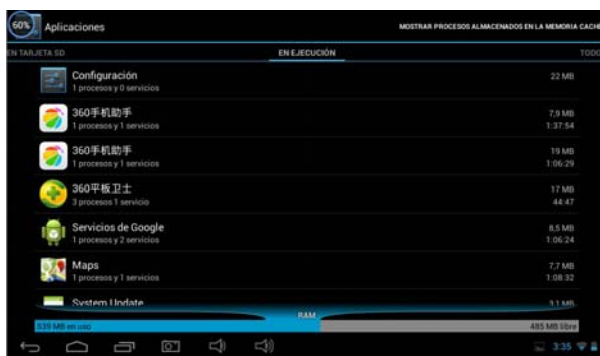 60%
Aplicaciones
MOSTRAR PROCESOS ALMACENADOS EN LA MEMORIA CACHÉ
EN TARJETA SD
EN EJECUCIÓN
TODO
Configuración
22 MB
1 procesos y 0 servicios
360手机助手
7,9 MB
1 procesos y 1 servicios
1:37:54
360手机助手
19 MB
1 procesos y 1 servicios
1:06:29
360平板卫士
17 MB
3 procesos 1 servicio
44:47
Servicios de Google
8,5 MB
1 procesos y 2 servicios
1:06:24
Maps
7,7 MB
1 procesos y 1 servicios
1:08:32
System Update
3,1 MB
RAM
539 MB en uso
485 MB libre
3:35